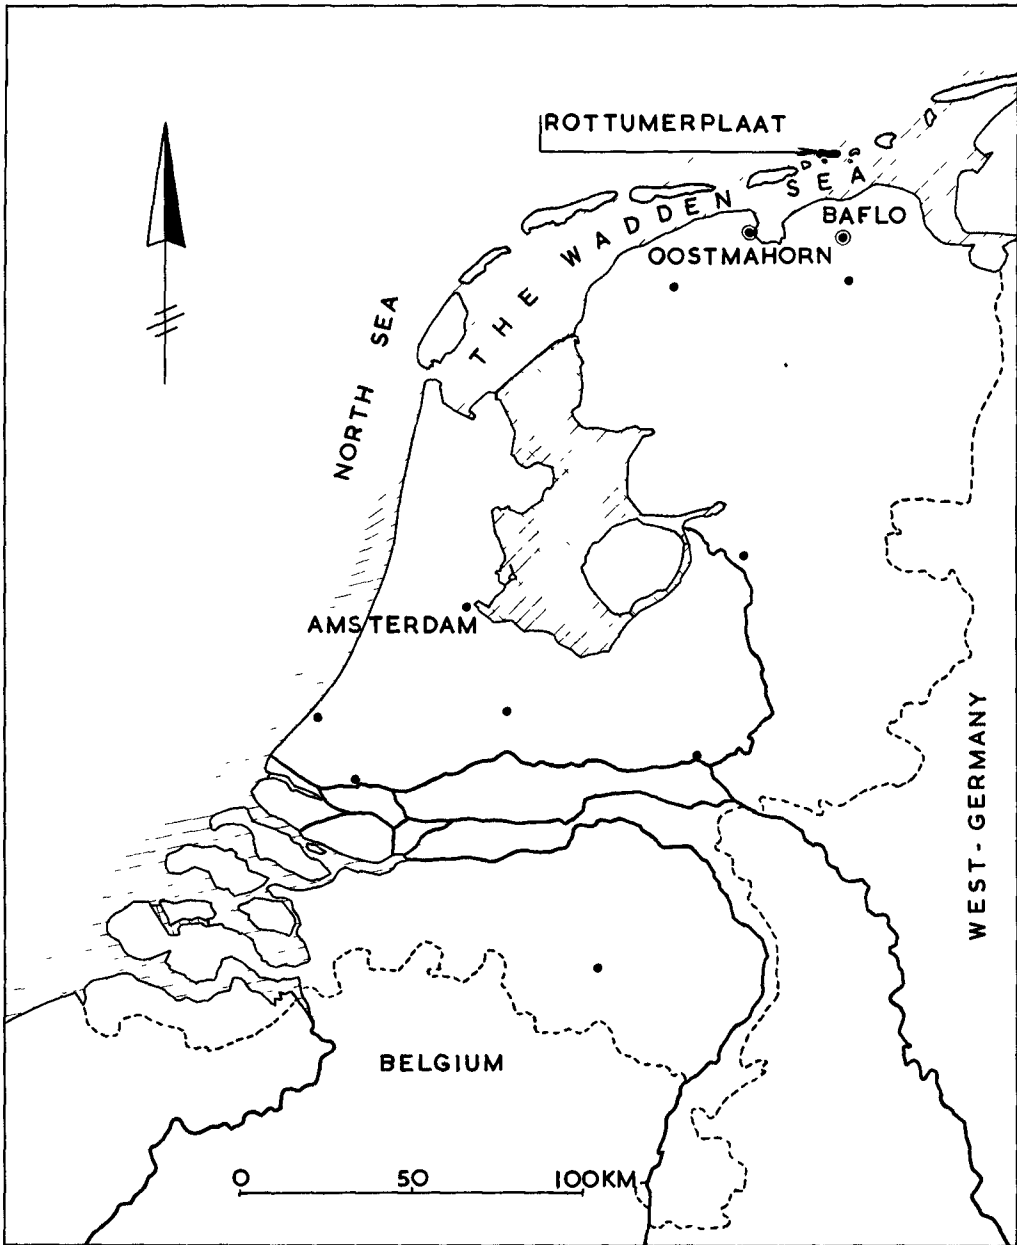 ROTTUMERPLAAT
THE WADDEN SEA
BAFLO
OOSTMAHORN
NORTH SEA
AMSTERDAM
WEST-GERMANY
BELGIUM
0 50 100KM